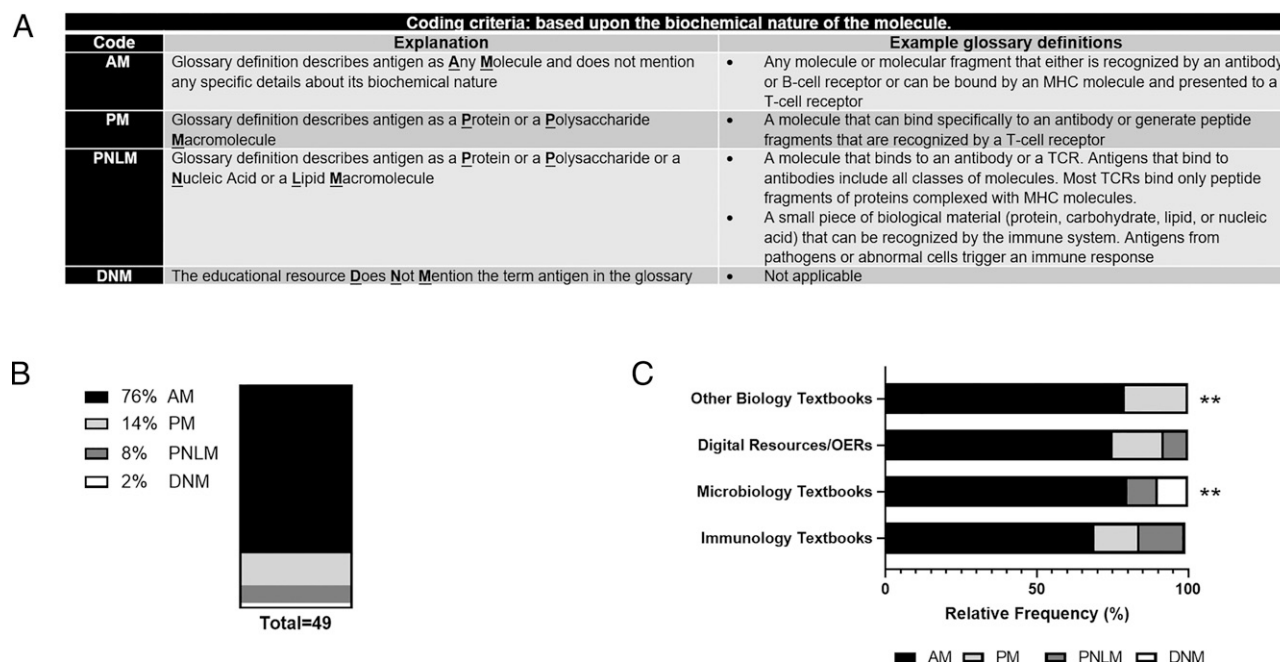 A
Coding criteria: based upon the biochemical nature of the molecule.
Code Explanation Example glossary definitions
AM Glossary definition describes antigen as Any Molecule and does not mention
any specific details about its biochemical nature
• Any molecule or molecular fragment that either is recognized by an antibody
or B-cell receptor or can be bound by an MHC molecule and presented to a
T-cell receptor
PM Glossary definition describes antigen as a Protein or a Polysaccharide
Macromolecule
• A molecule that can bind specifically to an antibody or generate peptide
fragments that are recognized by a T-cell receptor
PNLM Glossary definition describes antigen as a Protein or a Polysaccharide or a
Nucleic Acid or a Lipid Macromolecule
• A molecule that binds to an antibody or a TCR. Antigens that bind to
antibodies include all classes of molecules. Most TCRs bind only peptide
fragments of proteins complexed with MHC molecules.
• A small piece of biological material (protein, carbohydrate, lipid, or nucleic
acid) that can be recognized by the immune system. Antigens from
pathogens or abnormal cells trigger an immune response
DNM The educational resource Does Not Mention the term antigen in the glossary
• Not applicable
B
76% AM
14% PM
8% PNLM
2% DNM
Total=49
C
Other Biology Textbooks **
Digital Resources/OERs
Microbiology Textbooks **
Immunology Textbooks
0 50 100
Relative Frequency (%)
AM PM PNLM DNM